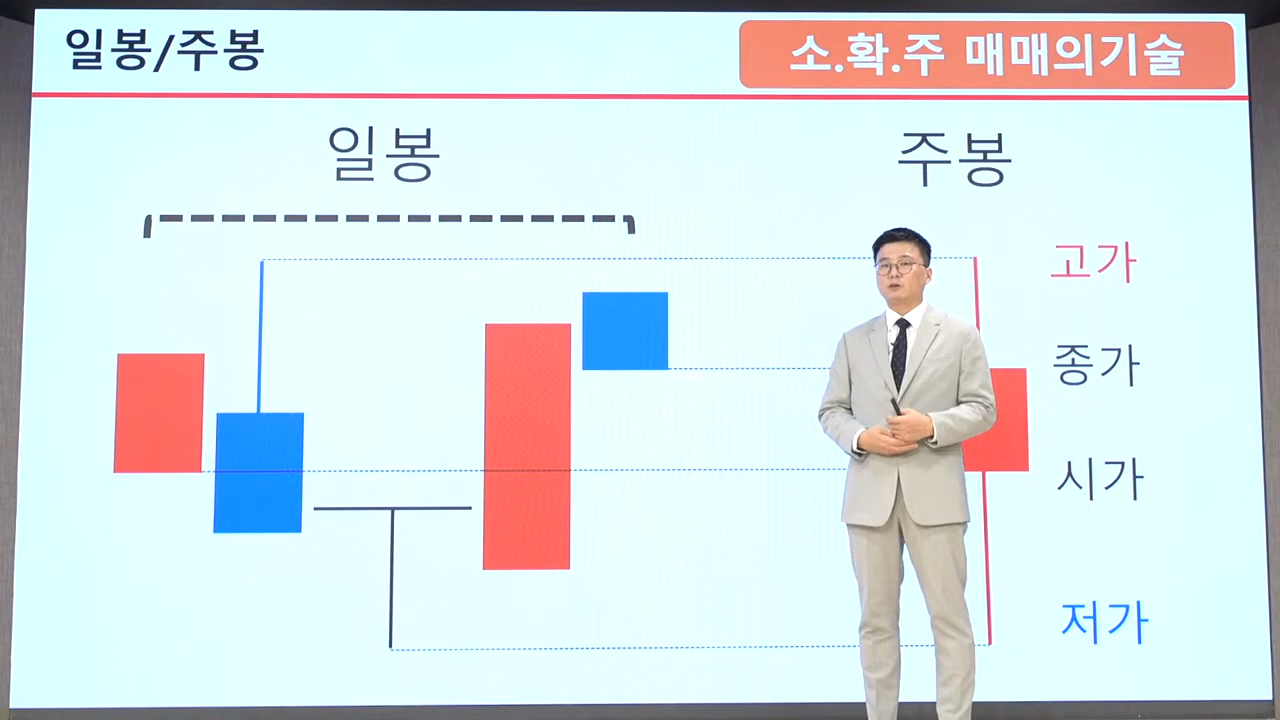 일봉/주봉
소.확.주 매매의기술
일봉
주봉
고가
종가
시가
저가